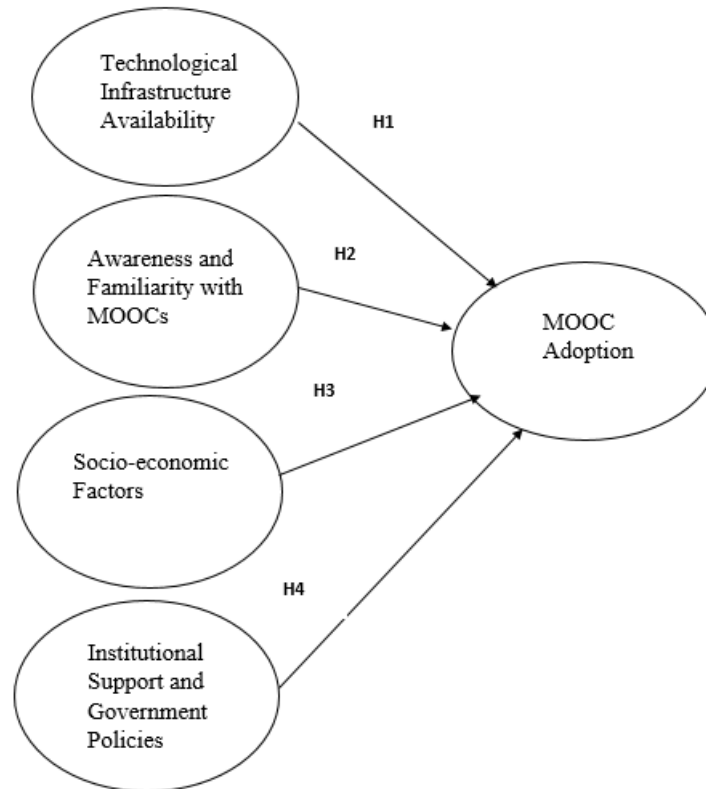 Technological
Infrastructure
Availability
H1
Awareness and
Familiarity with
MOOCs
H2
MOOC
Adoption
H3
Socio-economic
Factors
H4
Institutional
Support and
Government
Policies